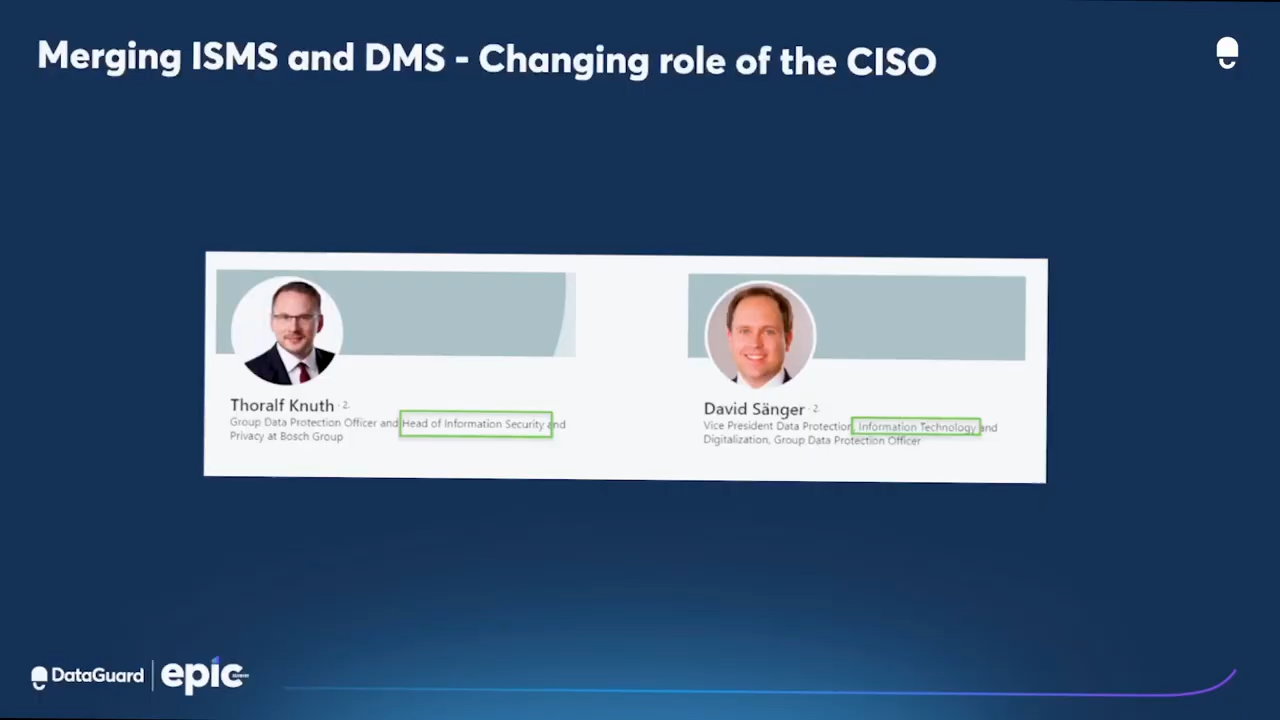 Merging ISMS and DMS - Changing role of the CISO
Thoralf Knuth · 2.
Group Data Protection Officer and Head of Information Security and
Privacy at Bosch Group
David Sänger · 2.
Vice President Data Protection, Information Technology and
Digitalization, Group Data Protection Officer
DataGuard
epic